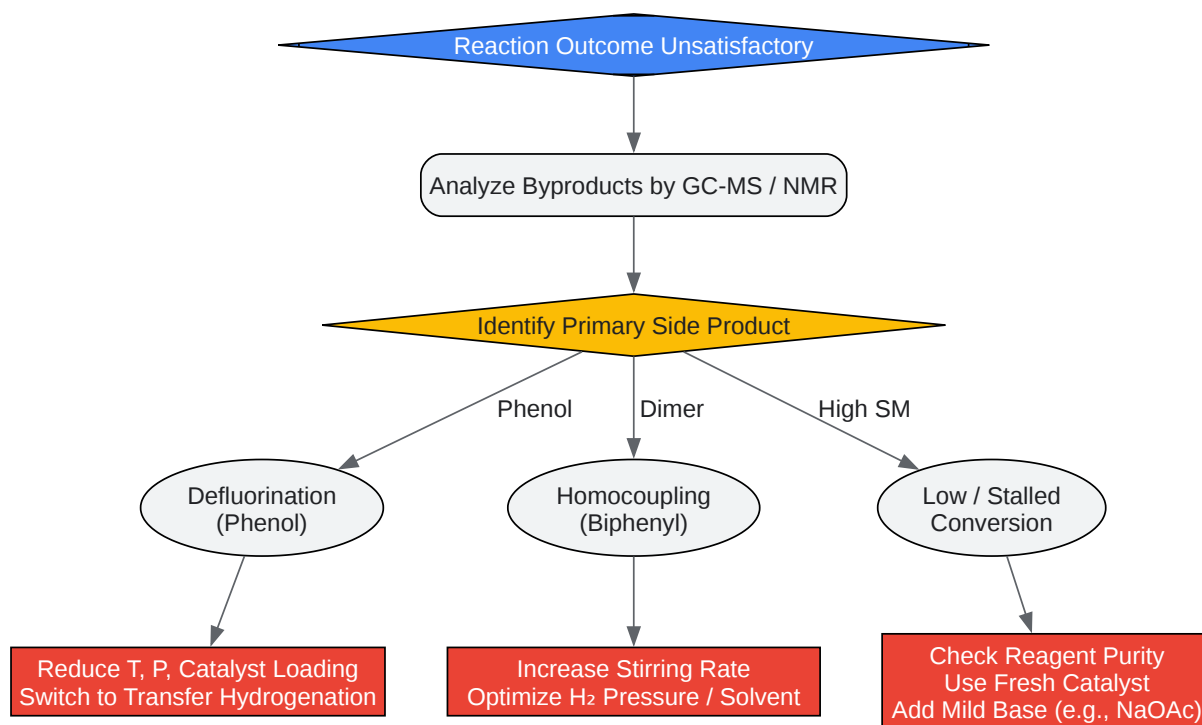 Reaction Outcome Unsatisfactory
Analyze Byproducts by GC-MS / NMR
Identify Primary Side Product
Phenol
Dimer
High SM
Defluorination
(Phenol)
Homocoupling
(Biphenyl)
Low / Stalled
Conversion
Reduce T, P, Catalyst Loading
Switch to Transfer Hydrogenation
Increase Stirring Rate
Optimize H₂ Pressure / Solvent
Check Reagent Purity
Use Fresh Catalyst
Add Mild Base (e.g., NaOAc)